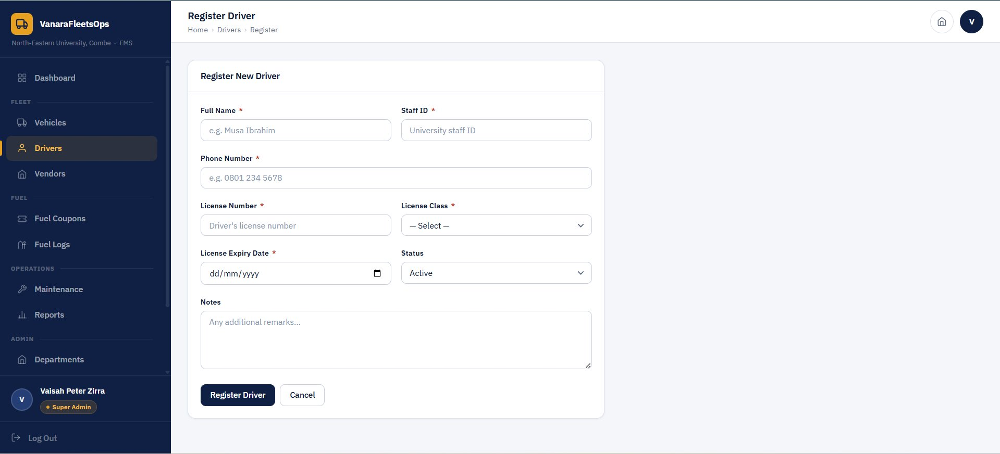 VanaraFleetsOps
North-Eastern University, Gombe · FMS
Dashboard
FLEET
Vehicles
Drivers
Vendors
FUEL
Fuel Coupons
Fuel Logs
OPERATIONS
Maintenance
Reports
ADMIN
Departments
V
Vaisah Peter Zirra
Super Admin
Log Out
Register Driver
Home › Drivers › Register
V
Register New Driver
Full Name * Staff ID *
e.g. Musa Ibrahim University staff ID
Phone Number *
e.g. 0801 234 5678
License Number * License Class *
Driver's license number — Select —
License Expiry Date * Status
dd/mm/yyyy Active
Notes
Any additional remarks...
Register Driver Cancel